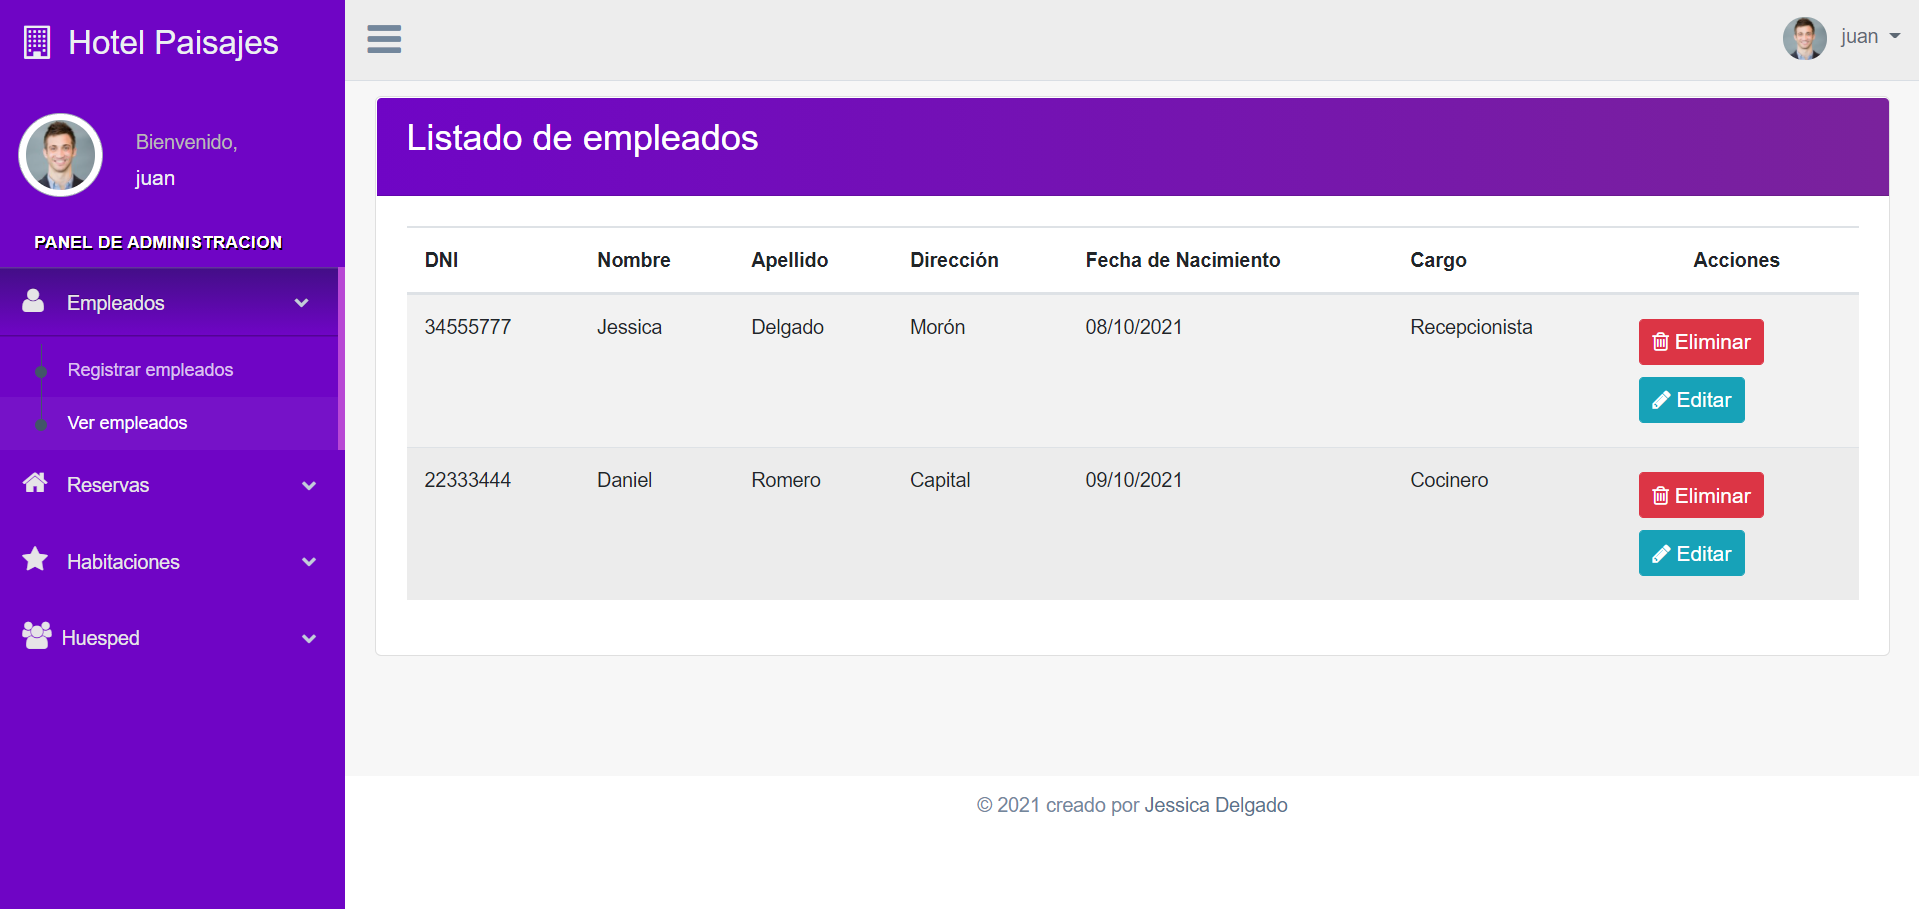 Hotel Paisajes
juan
Bienvenido,
juan
PANEL DE ADMINISTRACION
Empleados
Registrar empleados
Ver empleados
Reservas
Habitaciones
Huesped
Listado de empleados
DNI Nombre Apellido Dirección Fecha de Nacimiento Cargo Acciones
34555777 Jessica Delgado Morón 08/10/2021 Recepcionista Eliminar
Editar
22333444 Daniel Romero Capital 09/10/2021 Cocinero Eliminar
Editar
© 2021 creado por Jessica Delgado